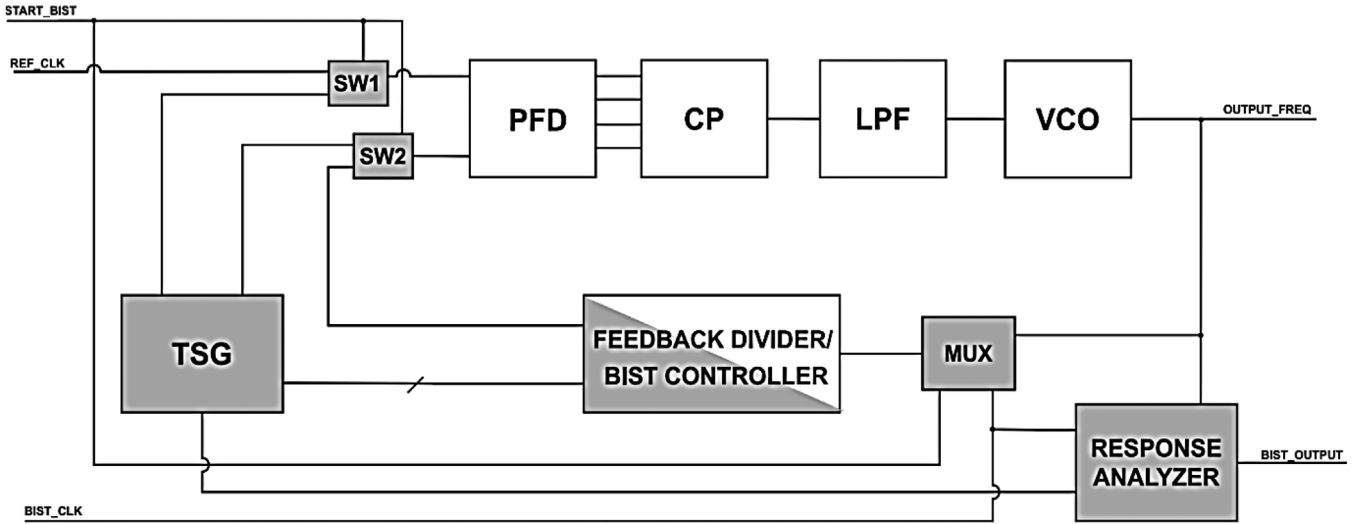 START_BIST
REF_CLK
SW1
PFD
CP
LPF
VCO
OUTPUT_FREQ
SW2
TSG
FEEDBACK DIVIDER/
BIST CONTROLLER
MUX
RESPONSE
ANALYZER
BIST_OUTPUT
BIST_CLK